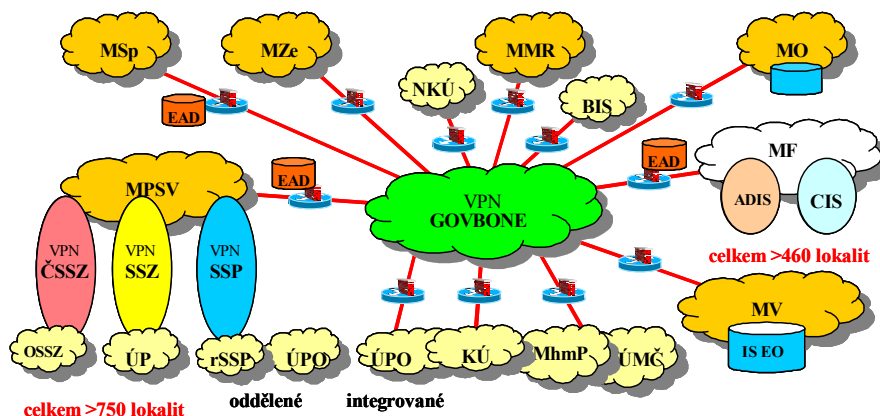 MSp
MZe
MMR
MO
NKÚ
BIS
EAD
EAD
EAD
MF
ADIS
CIS
MPSV
VPN
GOVBONE
celkem >460 lokalit
VPN
ČSSZ
VPN
SSZ
VPN
SSP
MV
IS EO
OSSZ
ÚP
rSSP
ÚPO
ÚPO
KÚ
MhmP
ÚMČ
celkem >750 lokalit
oddělené
integrované